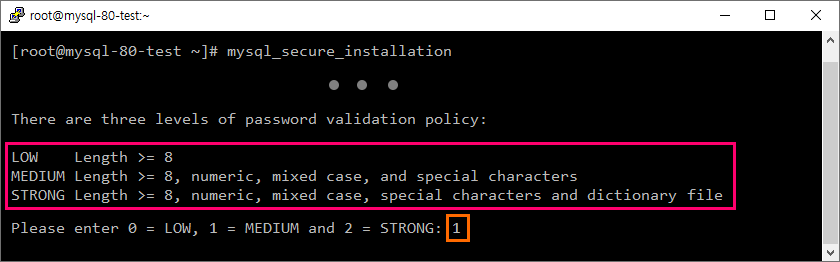 root@mysql-80-test:~
[root@mysql-80-test ~]# mysql_secure_installation
There are three levels of password validation policy:
LOW    Length >= 8
MEDIUM Length >= 8, numeric, mixed case, and special characters
STRONG Length >= 8, numeric, mixed case, special characters and dictionary file
Please enter 0 = LOW, 1 = MEDIUM and 2 = STRONG: 1